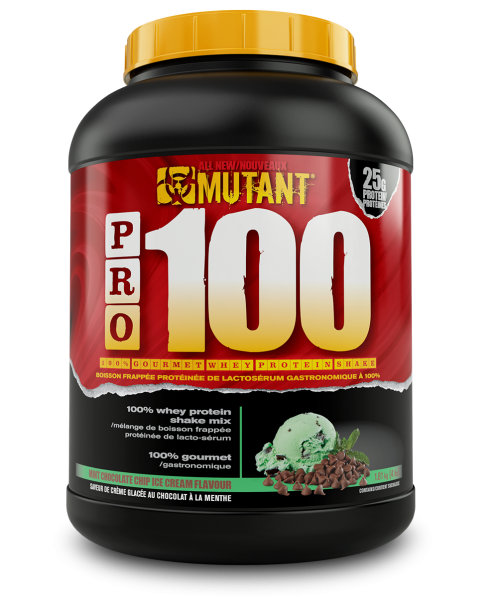 ALL NEW/NOUVEAUX
MUTANT®
25G
PROTEIN
PROTÉINES
PRO
100
100% GOURMET WHEY PROTEIN SHAKE
BOISSON FRAPPÉE PROTÉINÉE DE LACTOSÉRUM GASTRONOMIQUE À 100%
100% whey protein
shake mix
/mélange de boisson frappée
protéinée de lacto-sérum
100% gourmet
/gastronomique
MINT CHOCOLATE CHIP ICE CREAM FLAVOUR
SAVEUR DE CRÈME GLACÉE AU CHOCOLAT À LA MENTHE